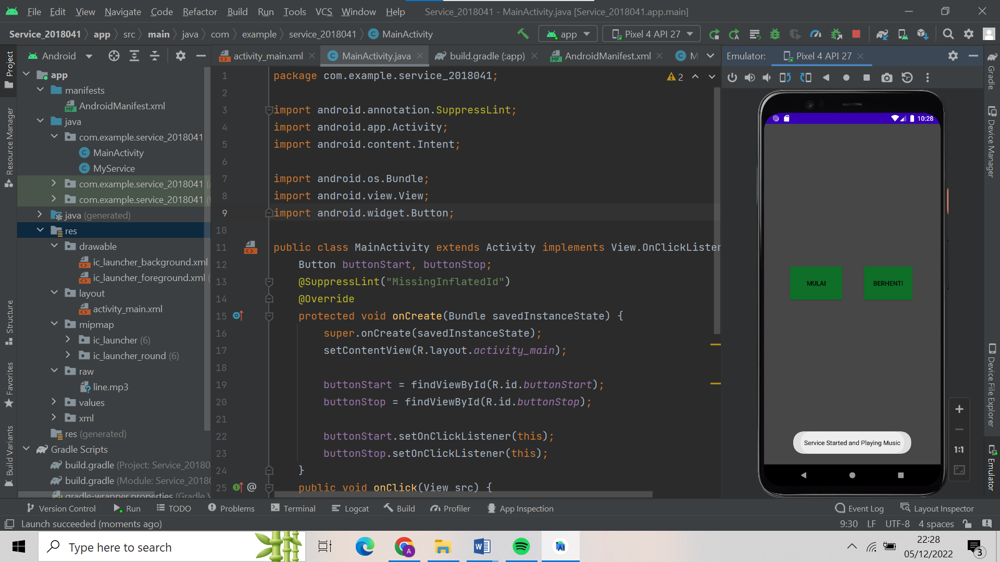 File Edit View Navigate Code Refactor Build Run Tools VCS Window Help Service_2018041 - MainActivity.java [Service_2018041.app.main]
Service_2018041 app src main java com example service_2018041 MainActivity app Pixel 4 API 27
Android activity_main.xml MainActivity.java build.gradle (:app) AndroidManifest.xml M Emulator: Pixel 4 API 27
Project
Resource Manager
Structure
Favorites
Build Variants
app
manifests
AndroidManifest.xml
java
com.example.service_2018041
MainActivity
MyService
com.example.service_2018041
com.example.service_2018041
java (generated)
res
drawable
ic_launcher_background.xml
ic_launcher_foreground.xml
layout
activity_main.xml
mipmap
ic_launcher (6)
ic_launcher_round (6)
raw
line.mp3
values
xml
res (generated)
Gradle Scripts
build.gradle (Project: Service_20180
build.gradle (Module: Service_2018
gradle-wrapper.properties (Gradle
1 package com.example.service_2018041;
2
3 import android.annotation.SuppressLint;
4 import android.app.Activity;
5 import android.content.Intent;
6
7 import android.os.Bundle;
8 import android.view.View;
9 import android.widget.Button;
10
11 public class MainActivity extends Activity implements View.OnClickListener
12 Button buttonStart, buttonStop;
13 @SuppressLint("MissingInflatedId")
14 @Override
15 protected void onCreate(Bundle savedInstanceState) {
16 super.onCreate(savedInstanceState);
17 setContentView(R.layout.activity_main);
18
19 buttonStart = findViewById(R.id.buttonStart);
20 buttonStop = findViewById(R.id.buttonStop);
21
22 buttonStart.setOnClickListener(this);
23 buttonStop.setOnClickListener(this);
24 }
25 @ public void onClick(View src) {
2
10:28
MULAI BERHENTI
Service Started and Playing Music
1:1
Gradle
Device Manager
Device File Explorer
Emulator
Version Control Run TODO Problems Terminal Logcat Build Profiler App Inspection Event Log Layout Inspector
Launch succeeded (moments ago) 9:30 LF UTF-8 4 spaces
Type here to search
A
W
22:28
05/12/2022
3